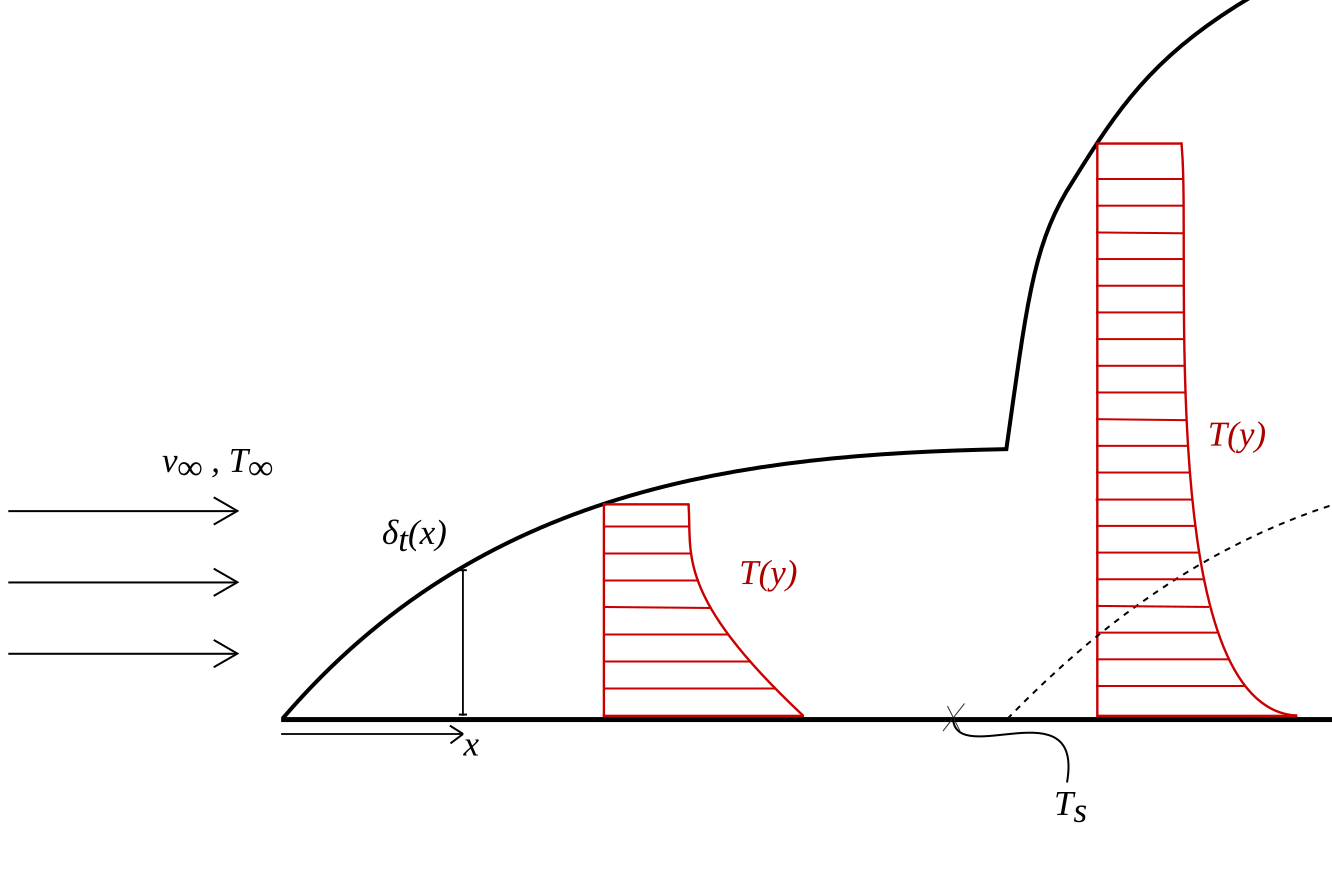 v∞ , T∞
δt(x)
T(y)
T(y)
x
Ts